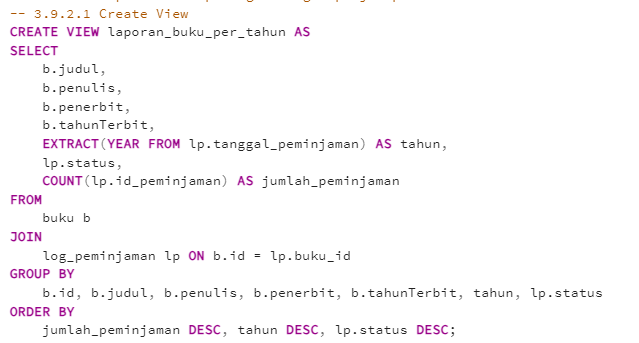 -- 3.9.2.1 Create View
CREATE VIEW laporan_buku_per_tahun AS
SELECT
    b.judul,
    b.penulis,
    b.penerbit,
    b.tahunTerbit,
    EXTRACT(YEAR FROM lp.tanggal_peminjaman) AS tahun,
    lp.status,
    COUNT(lp.id_peminjaman) AS jumlah_peminjaman
FROM
    buku b
JOIN
    log_peminjaman lp ON b.id = lp.buku_id
GROUP BY
    b.id, b.judul, b.penulis, b.penerbit, b.tahunTerbit, tahun, lp.status
ORDER BY
    jumlah_peminjaman DESC, tahun DESC, lp.status DESC;